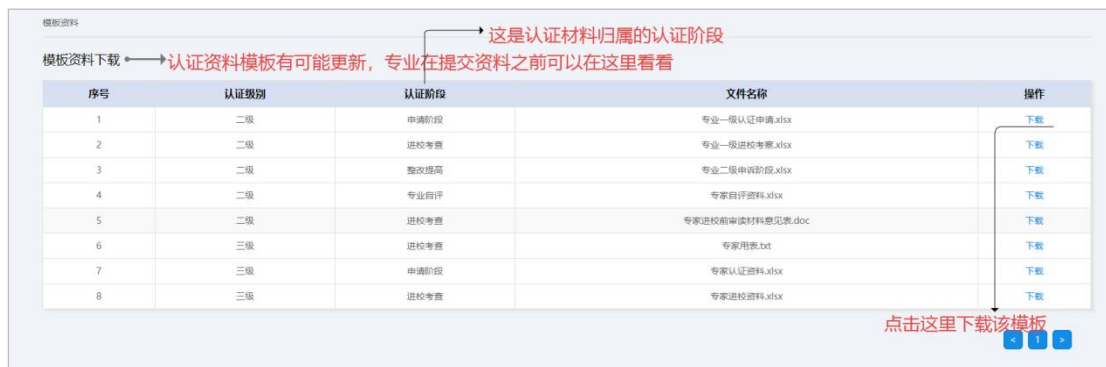 模板资料
这是认证材料归属的认证阶段
模板资料下载 认证资料模板有可能更新，专业在提交资料之前可以在这里看看
序号 认证级别 认证阶段 文件名称 操作
1 二级 申请阶段 专业一级认证申请.xlsx 下载
2 二级 进校考查 专业一级进校考察.xlsx 下载
3 二级 整改提高 专业二级申诉阶段.xlsx 下载
4 二级 专业自评 专家自评资料.xlsx 下载
5 二级 进校考查 专家进校前审读材料意见表.doc 下载
6 三级 进校考查 专家用表.txt 下载
7 三级 申请阶段 专家认证资料.xlsx 下载
8 三级 进校考查 专家进校资料.xlsx 下载
点击这里下载该模板
< 1 >